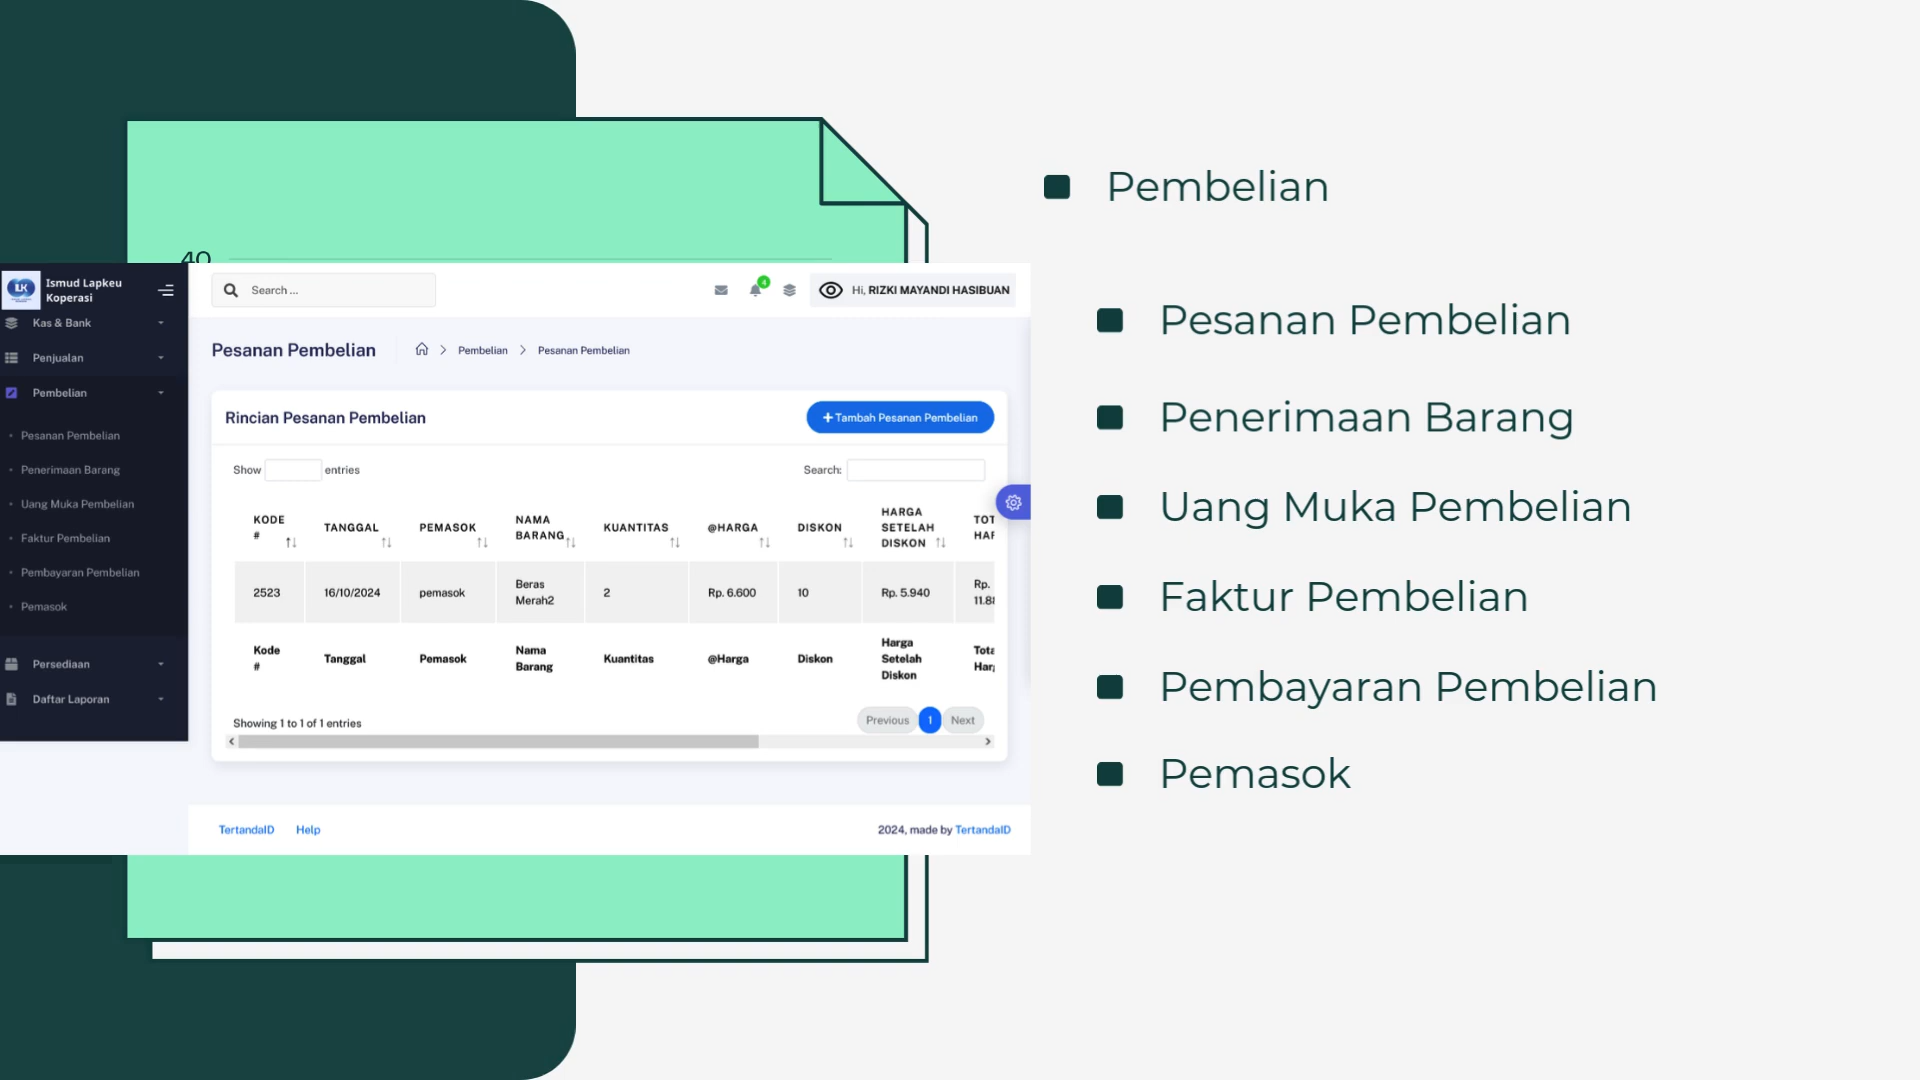 40
Ismud Lapkeu
Koperasi
Kas & Bank
Penjualan
Pembelian
Pesanan Pembelian
Penerimaan Barang
Uang Muka Pembelian
Faktur Pembelian
Pembayaran Pembelian
Pemasok
Persediaan
Daftar Laporan
Search ...
4
Hi, RIZKI MAYANDI HASIBUAN
Pesanan Pembelian
Pembelian
Pesanan Pembelian
Rincian Pesanan Pembelian
+ Tambah Pesanan Pembelian
Show entries
Search:
KODE # TANGGAL PEMASOK NAMA BARANG KUANTITAS @HARGA DISKON HARGA SETELAH DISKON
2523 16/10/2024 pemasok Beras Merah2 2 Rp. 6.600 10 Rp. 5.940 Rp.
Kode # Tanggal Pemasok Nama Barang Kuantitas @Harga Diskon Harga Setelah Diskon
Showing 1 to 1 of 1 entries
Previous 1 Next
TertandaID Help
2024, made by TertandaID
Pembelian
Pesanan Pembelian
Penerimaan Barang
Uang Muka Pembelian
Faktur Pembelian
Pembayaran Pembelian
Pemasok